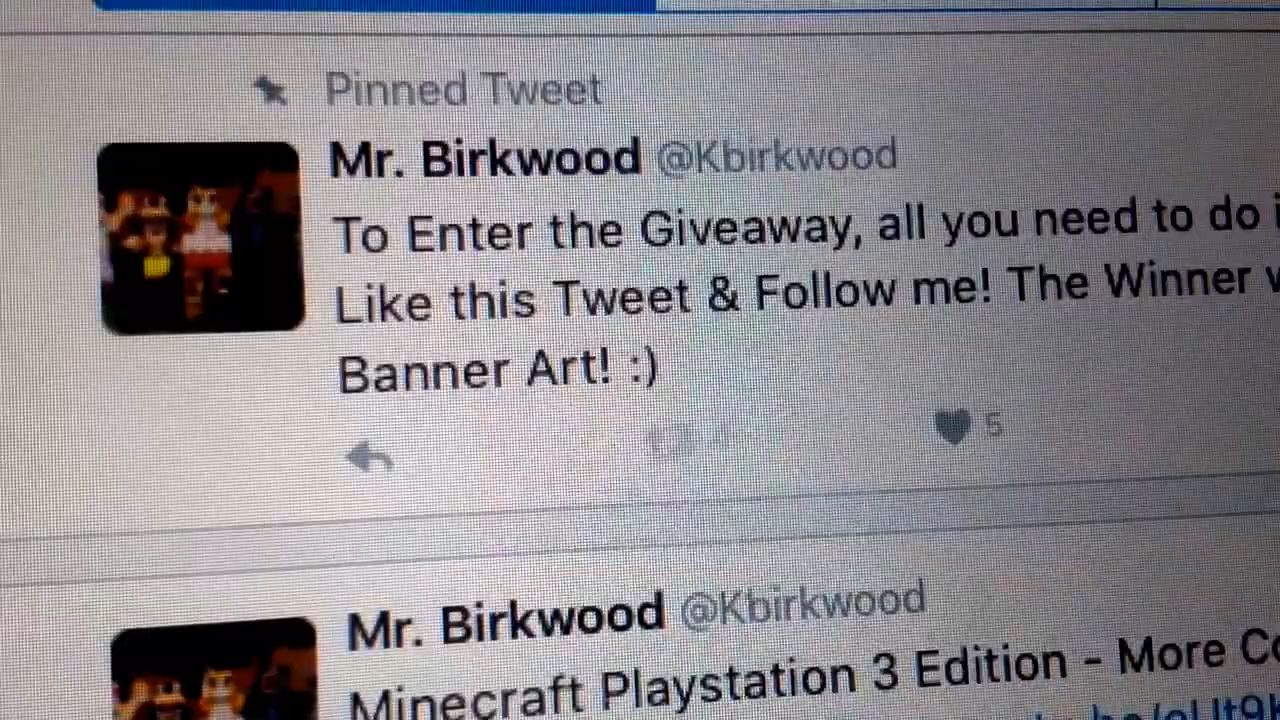 Pinned Tweet
Mr. Birkwood @Kbirkwood
To Enter the Giveaway, all you need to do
Like this Tweet & Follow me! The Winner
Banner Art! :)
5
Mr. Birkwood @Kbirkwood
Minecraft Playstation 3 Edition - More